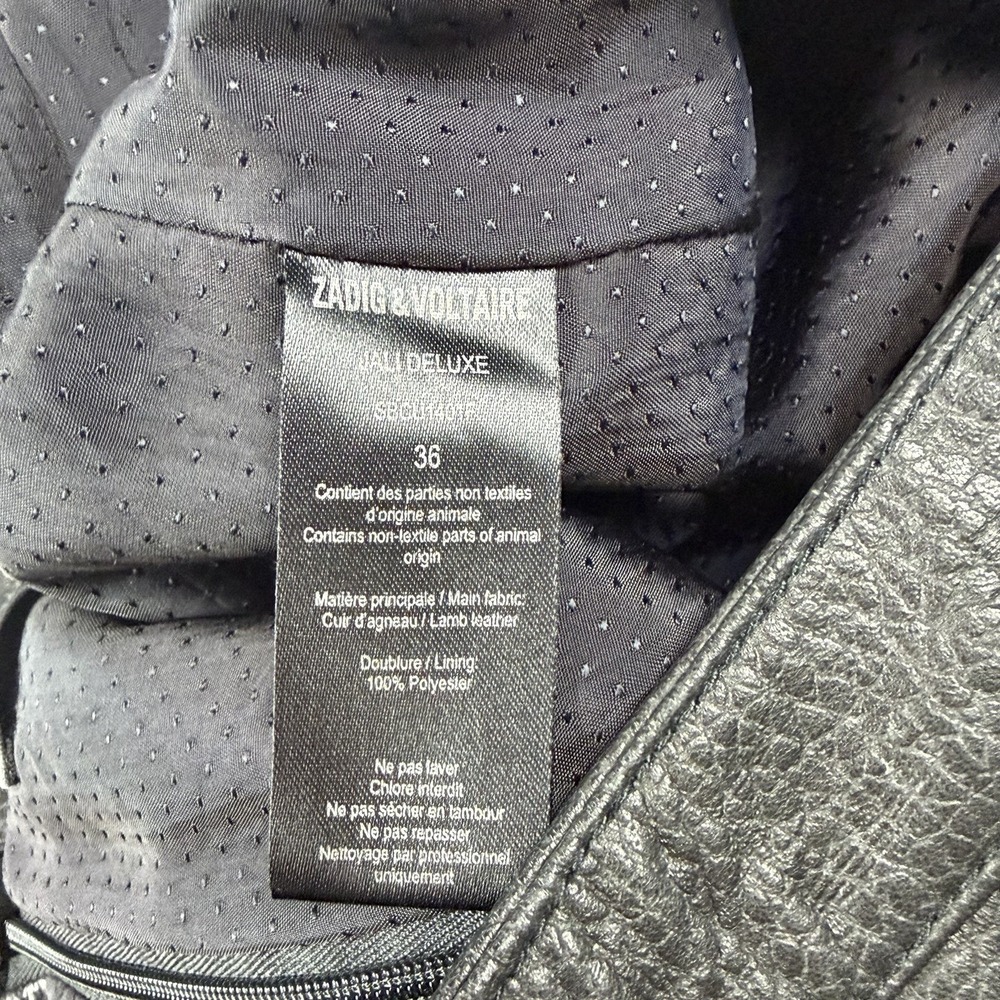 ZADIG & VOLTAIRE
JALI DELUXE
36
Contient des parties non textiles
d'origine animale
Contains non-textile parts of animal
origin
Matière principale / Main fabric:
Cuir d'agneau / Lamb leather
Doublure / Lining:
100% Polyester
Ne pas laver
Chlore interdit
Ne pas sécher en tambour
Ne pas repasser
Nettoyage par professionnel
uniquement